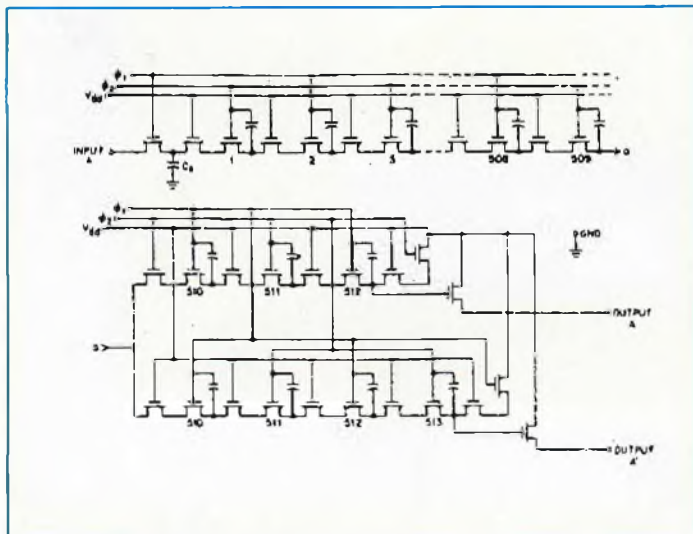 ϕ1
ϕ2
Vdd
INPUT A
Cs
1 2 3 508 509
ϕ1
ϕ2
Vdd
GND
510 511 512
OUTPUT A
510 511 512 513
OUTPUT A'